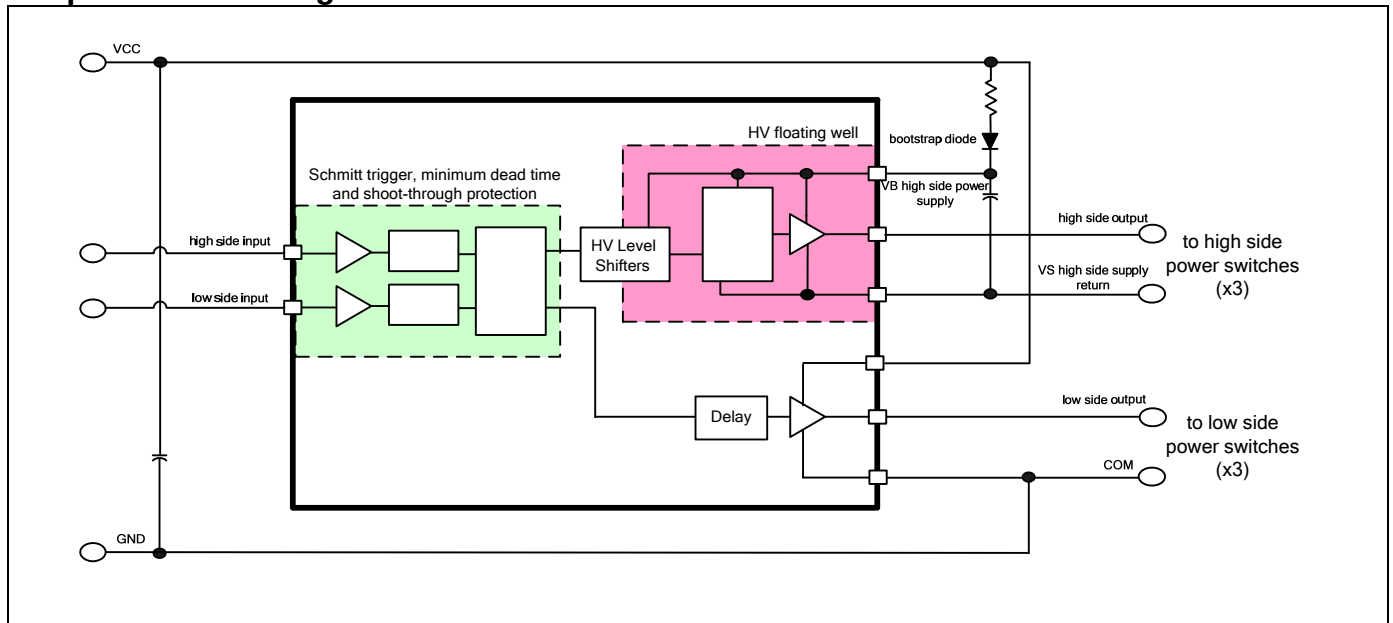 VCC
HV floating well
bootstrap diode
Schmitt trigger, minimum dead time
and shoot-through protection
VB high side power
supply
high side input
HV Level
Shifters
high side output
to high side
power switches
(x3)
VS high side supply
return
low side input
Delay
low side output
to low side
power switches
(x3)
COM
GND